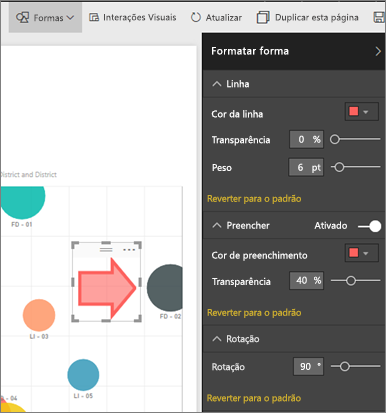 Formas Interações Visuais Atualizar Duplicar esta página
Formatar forma
Linha
Cor da linha
Transparência 0 %
Peso 6 pt
Reverter para o padrão
Preencher Ativado
Cor de preenchimento
Transparência 40 %
Reverter para o padrão
Rotação
Rotação 90 °
Reverter para o padrão
District and District
FD - 01
FD - 02
LI - 03
LI - 05
- 04